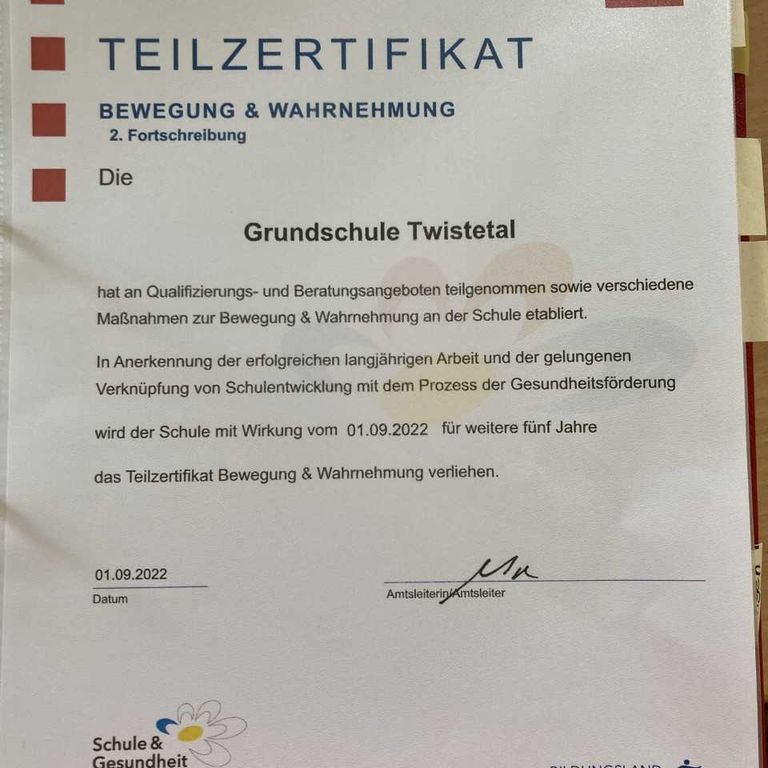 TEILZERTIFIKAT
BEWEGUNG & WAHRNEHMUNG
2. Fortschreibung
Die
Grundschule Twistetal
hat an Qualifizierungs- und Beratungsangeboten teilgenommen sowie verschiedene
Maßnahmen zur Bewegung & Wahrnehmung an der Schule etabliert.
In Anerkennung der erfolgreichen langjährigen Arbeit und der gelungenen
Verknüpfung von Schulentwicklung mit dem Prozess der Gesundheitsförderung
wird der Schule mit Wirkung vom 01.09.2022 für weitere fünf Jahre
das Teilzertifikat Bewegung & Wahrnehmung verliehen.
01.09.2022
Datum
Amtsleiterin/Amtsleiter
Schule &
Gesundheit
BILDUNGSLAND